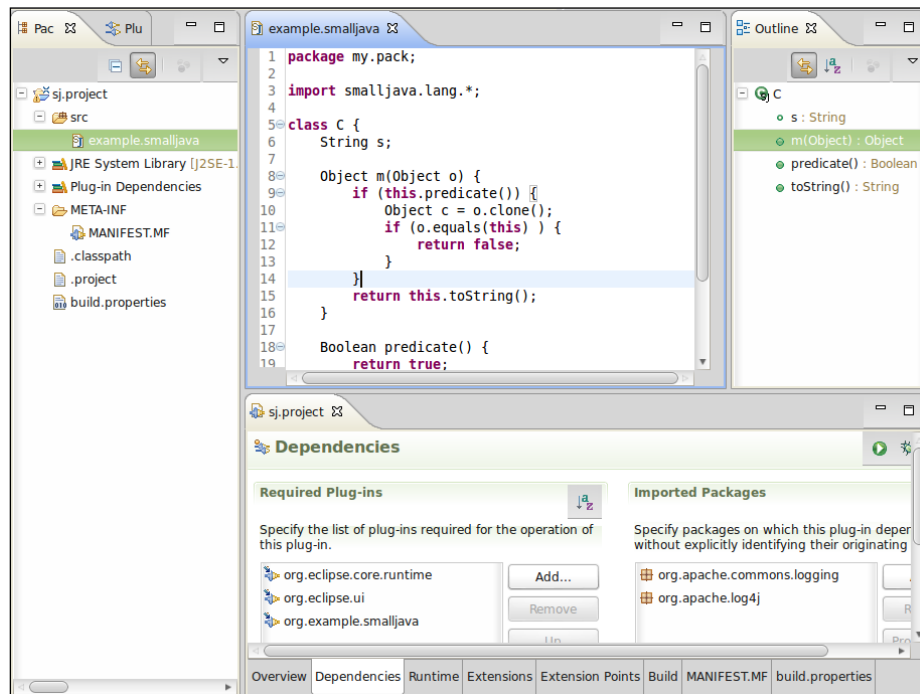 Pac
Plu
sj.project
src
example.smalljava
JRE System Library [J2SE-1.
Plug-in Dependencies
META-INF
MANIFEST.MF
.classpath
.project
build.properties
example.smalljava
1 package my.pack;
2
3 import smalljava.lang.*;
4
5 class C {
6 String s;
7
8 Object m(Object o) {
9 if (this.predicate()) {
10 Object c = o.clone();
11 if (o.equals(this) ) {
12 return false;
13 }
14 }
15 return this.toString();
16 }
17
18 Boolean predicate() {
19 return true;
Outline
C
s : String
m(Object) : Object
predicate() : Boolean
toString() : String
sj.project
Dependencies
Required Plug-ins
Specify the list of plug-ins required for the operation of
this plug-in.
org.eclipse.core.runtime
org.eclipse.ui
org.example.smalljava
Add...
Remove
Up
Imported Packages
Specify packages on which this plug-in deper
without explicitly identifying their originating
org.apache.commons.logging
org.apache.log4j
R
Pro
Overview Dependencies Runtime Extensions Extension Points Build MANIFEST.MF build.properties